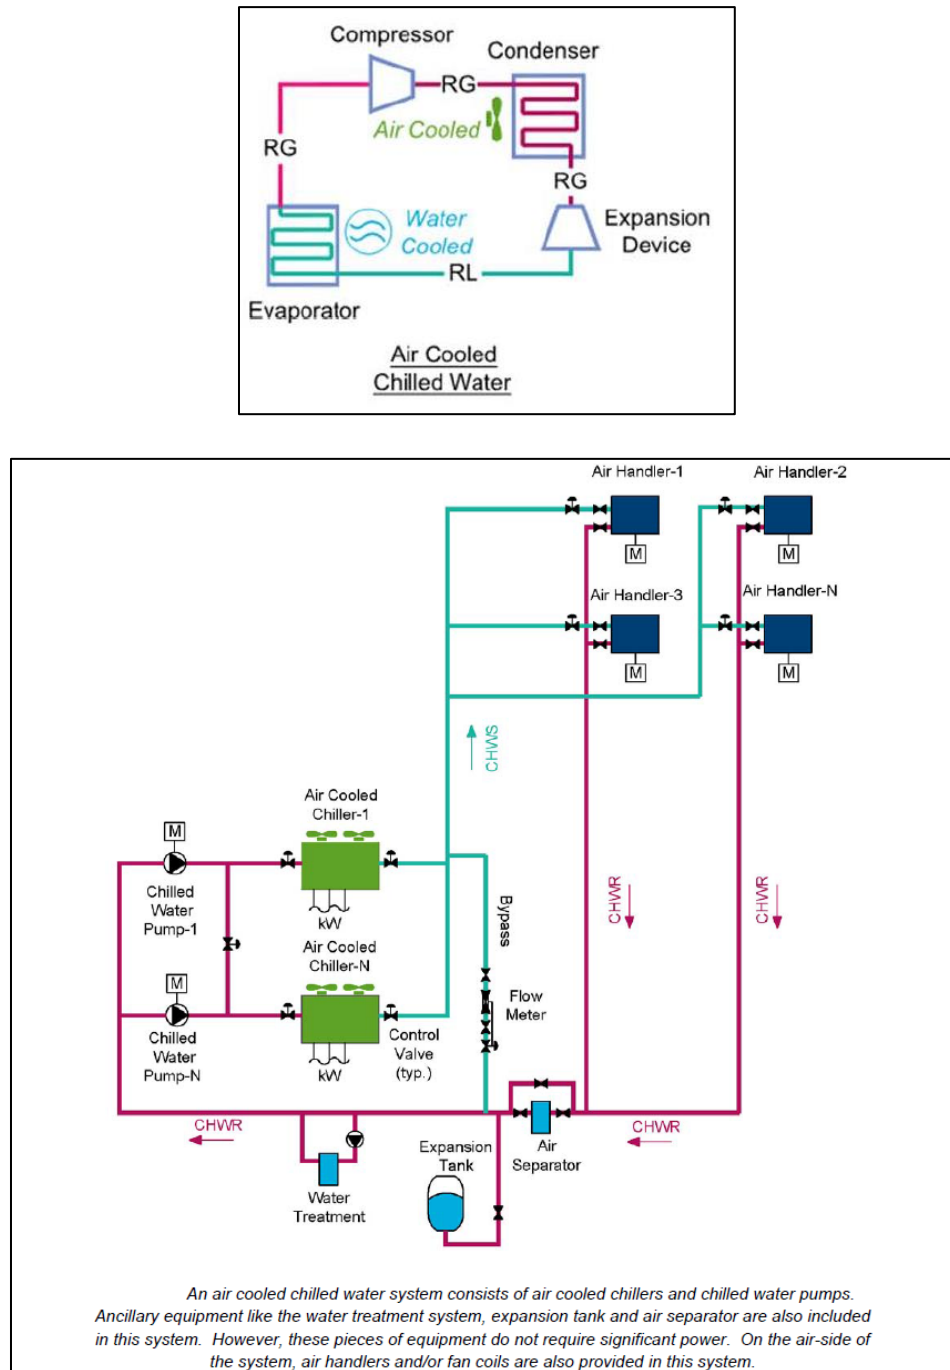 Compressor
Condenser
RG
Air Cooled
RG
RG
Water
Cooled
Expansion
Device
RL
Evaporator
Air Cooled
Chilled Water
Air Handler-1
Air Handler-2
M
M
Air Handler-3
Air Handler-N
M
M
CHWS
Air Cooled
Chiller-1
M
Chilled
Water
Pump-1
kW
Bypass
CHWR
CHWR
Air Cooled
Chiller-N
M
Chilled
Water
Pump-N
kW
Control
Valve
(typ.)
Flow
Meter
CHWR
CHWR
Expansion
Tank
Air
Separator
Water
Treatment
An air cooled chilled water system consists of air cooled chillers and chilled water pumps.
Ancillary equipment like the water treatment system, expansion tank and air separator are also included
in this system. However, these pieces of equipment do not require significant power. On the air-side of
the system, air handlers and/or fan coils are also provided in this system.